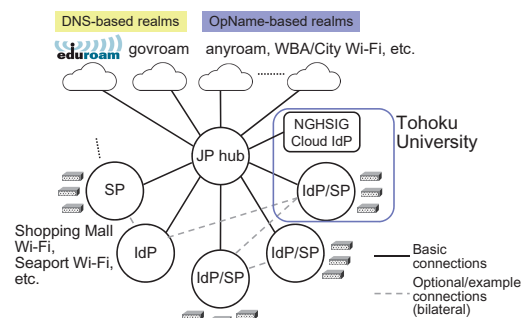 DNS-based realms
OpName-based realms
eduroam
govroam
anyroam, WBA/City Wi-Fi, etc.
NGHSIG
Cloud IdP
Tohoku
University
JP hub
SP
IdP/SP
Shopping Mall
Wi-Fi,
Seaport Wi-Fi,
etc.
IdP
IdP/SP
IdP/SP
Basic
connections
Optional/example
connections
(bilateral)